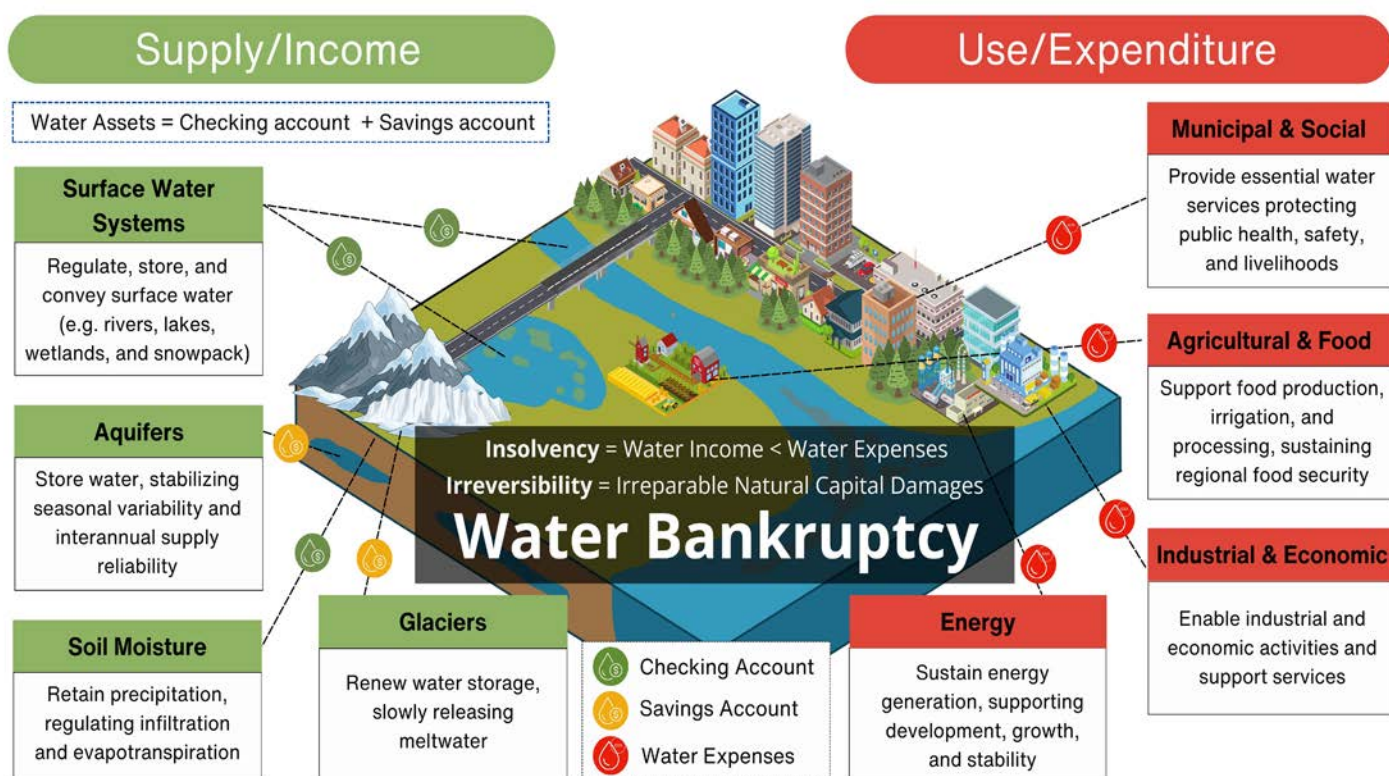 Supply/Income
Use/Expenditure
Water Assets = Checking account + Savings account
Surface Water
Systems
Regulate, store, and
convey surface water
(e.g. rivers, lakes,
wetlands, and snowpack)
Aquifers
Store water, stabilizing
seasonal variability and
interannual supply
reliability
Soil Moisture
Retain precipitation,
regulating infiltration
and evapotranspiration
Glaciers
Renew water storage,
slowly releasing
meltwater
Insolvency = Water Income < Water Expenses
Irreversibility = Irreparable Natural Capital Damages
Water Bankruptcy
Checking Account
Savings Account
Water Expenses
Municipal & Social
Provide essential water
services protecting
public health, safety,
and livelihoods
Agricultural & Food
Support food production,
irrigation, and
processing, sustaining
regional food security
Industrial & Economic
Enable industrial and
economic activities and
support services
Energy
Sustain energy
generation, supporting
development, growth,
and stability